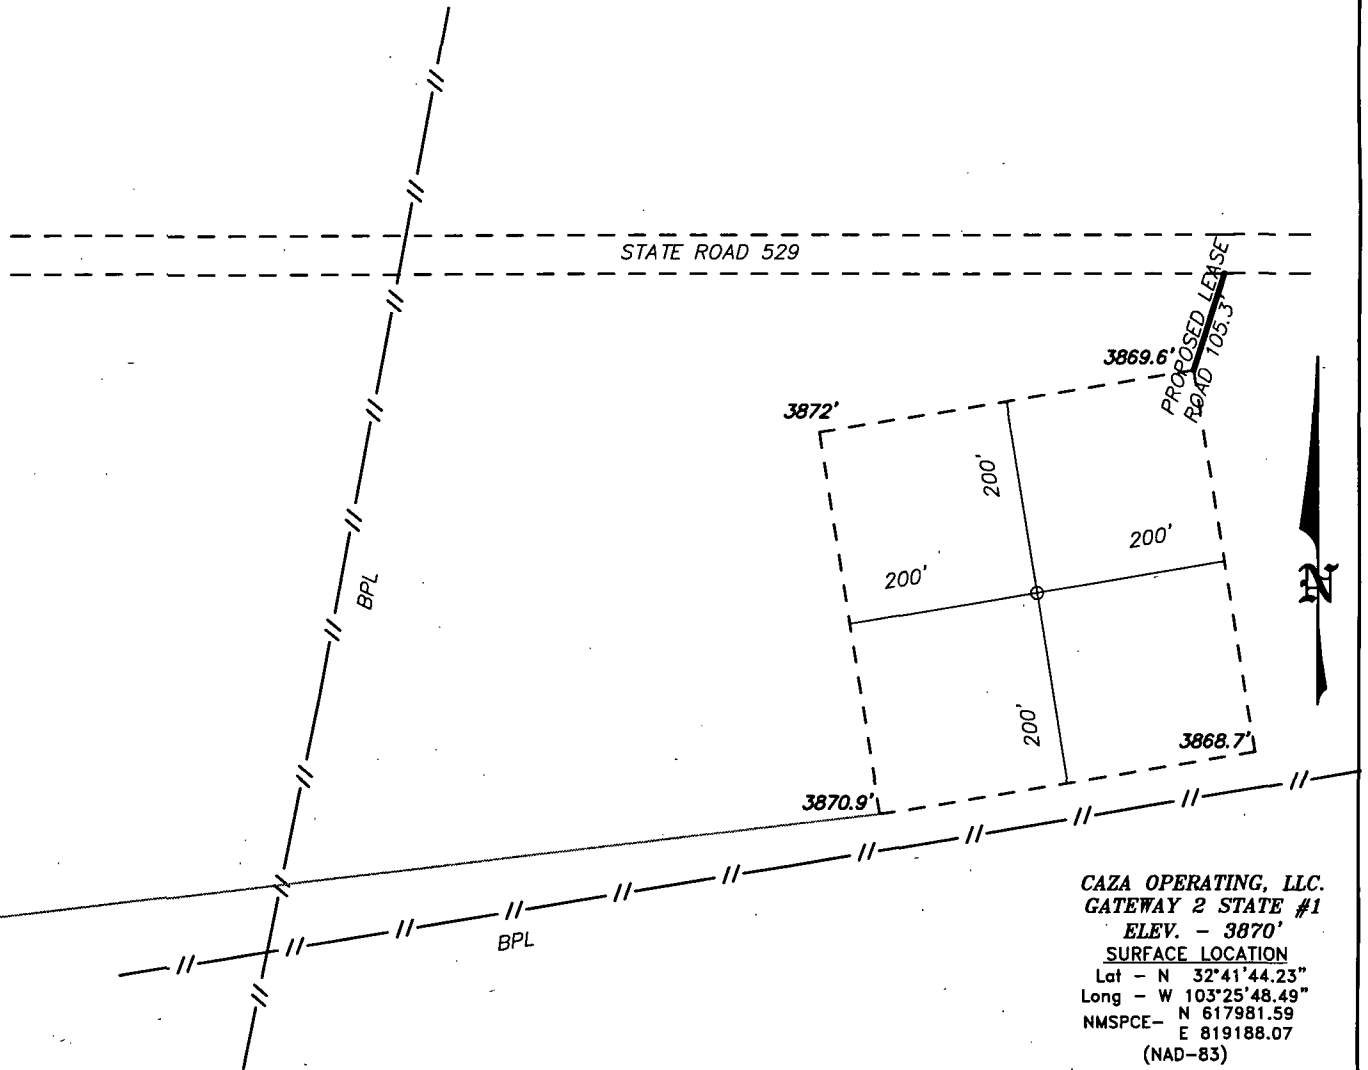 STATE ROAD 529
PROPOSED LEASE
ROAD 105.3'
3869.6'
3872'
200'
200'
200'
BPL
200'
3868.7'
3870.9'
BPL
CAZA OPERATING, LLC.
GATEWAY 2 STATE #1
ELEV. - 3870'
SURFACE LOCATION
Lat - N 32°41'44.23"
Long - W 103°25'48.49"
NMSPCE- N 617981.59
E 819188.07
(NAD-83)
N